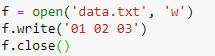 f = open('data.txt', 'w')
f.write('01 02 03')
f.close()